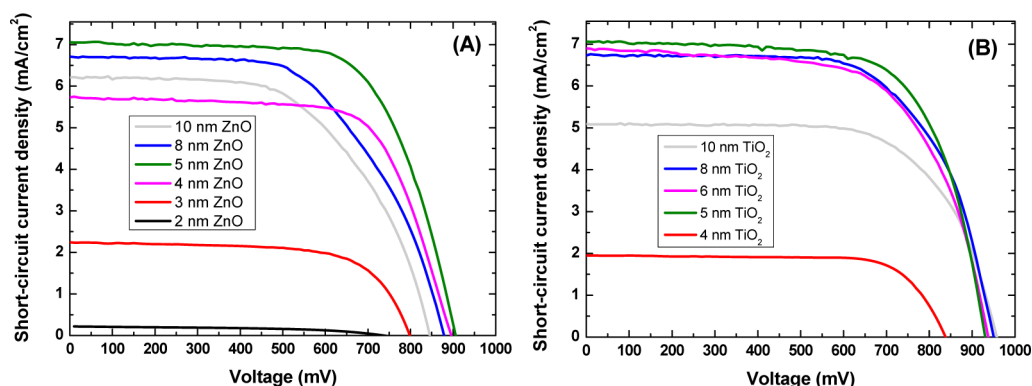 (A)
Short-circuit current density (mA/cm²)
7
6
5
4
3
2
1
0
10 nm ZnO
8 nm ZnO
5 nm ZnO
4 nm ZnO
3 nm ZnO
2 nm ZnO
0 100 200 300 400 500 600 700 800 900 1000
Voltage (mV)
(B)
Short-circuit current density (mA/cm²)
7
6
5
4
3
2
1
0
10 nm TiO₂
8 nm TiO₂
6 nm TiO₂
5 nm TiO₂
4 nm TiO₂
0 100 200 300 400 500 600 700 800 900 1000
Voltage (mV)